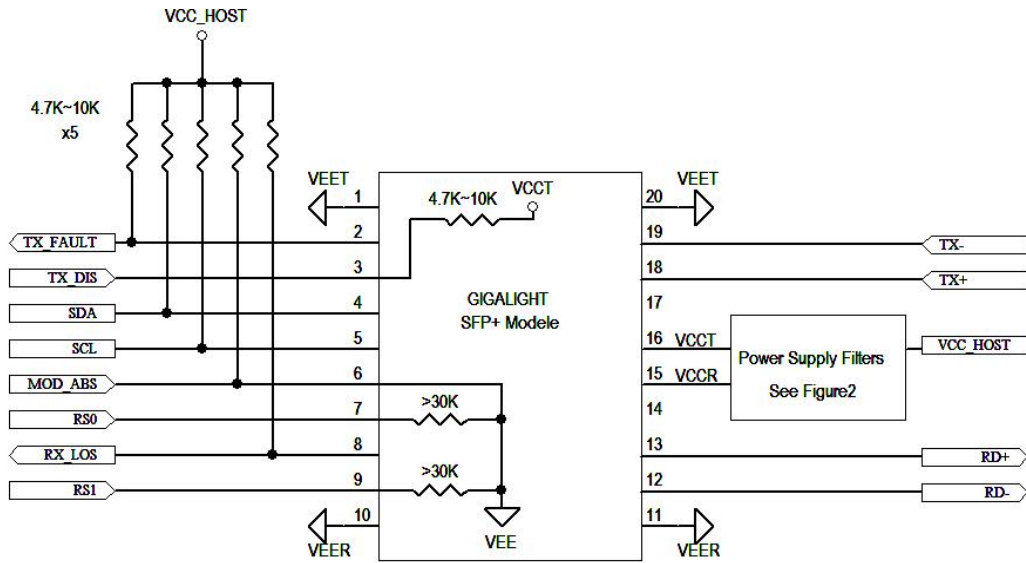 VCC_HOST
4.7K~10K
x5
VEET
1
4.7K~10K
VCCT
20
VEET
TX_FAULT
2
19
TX-
TX_DIS
3
18
TX+
SDA
4
GIGALIGHT
SFP+ Modele
17
SCL
5
16
VCCT
Power Supply Filters
See Figure2
VCC_HOST
MOD_ABS
6
15
VCCR
RS0
7
>30K
14
RX_LOS
8
13
RD+
RS1
9
>30K
12
RD-
10
VEER
VEE
11
VEER